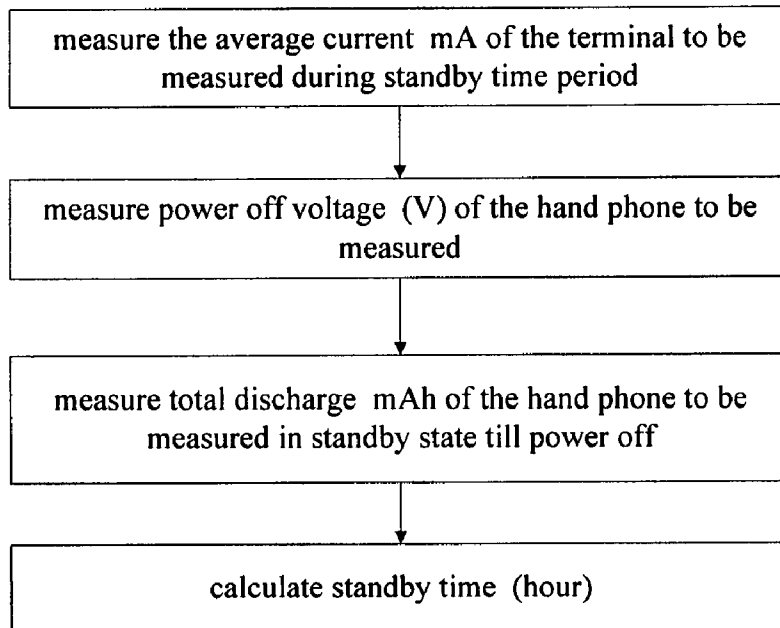 measure the average current mA of the terminal to be
measured during standby time period
measure power off voltage (V) of the hand phone to be
measured
measure total discharge mAh of the hand phone to be
measured in standby state till power off
calculate standby time (hour)